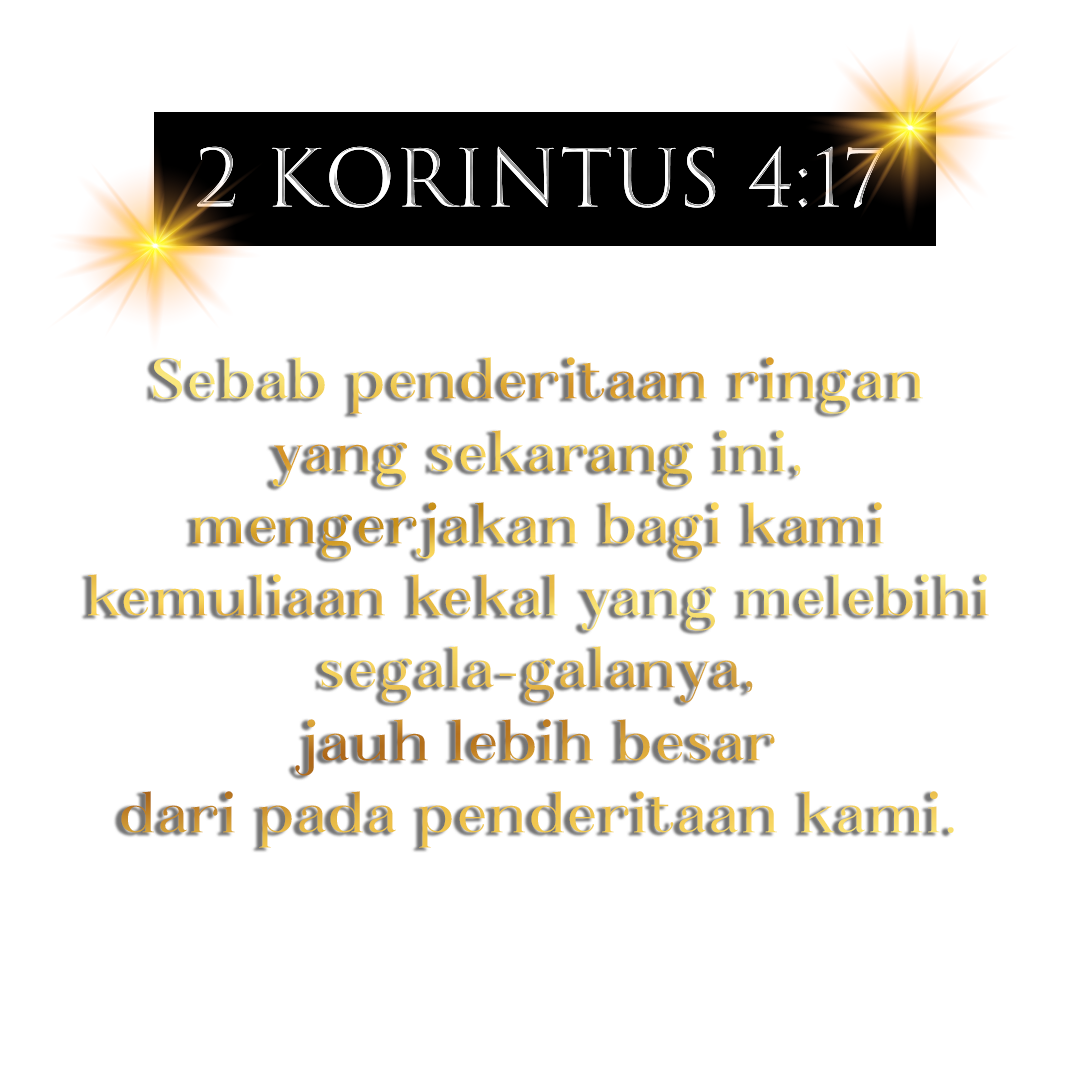 2 KORINTUS 4:17
Sebab penderitaan ringan
yang sekarang ini,
mengerjakan bagi kami
kemuliaan kekal yang melebihi
segala-galanya,
jauh lebih besar
dari pada penderitaan kami.